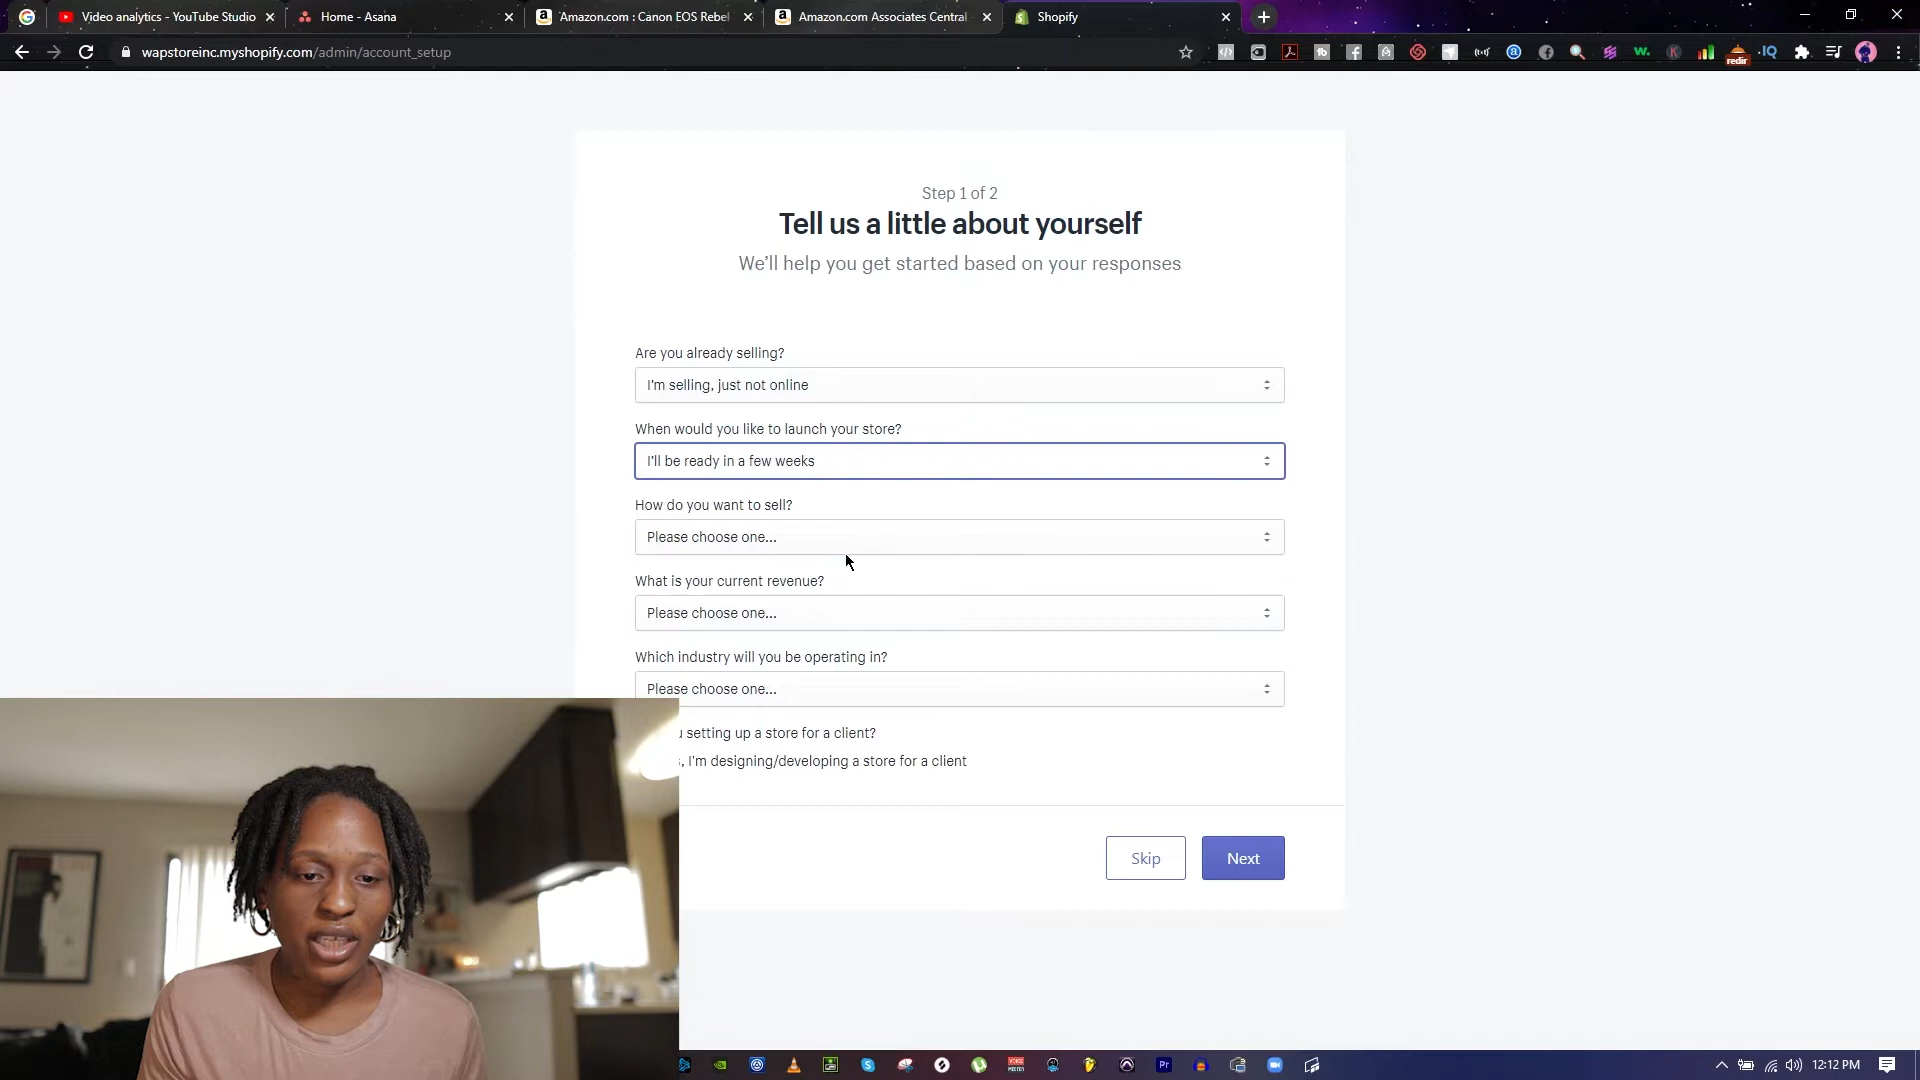 Video analytics - YouTube Studio
Home - Asana
Amazon.com : Canon EOS Rebel
Amazon.com Associates Central
Shopify
wapstoreinc.myshopify.com/admin/account_setup
redir
Step 1 of 2
Tell us a little about yourself
We'll help you get started based on your responses
Are you already selling?
I'm selling, just not online
When would you like to launch your store?
I'll be ready in a few weeks
How do you want to sell?
Please choose one...
What is your current revenue?
Please choose one...
Which industry will you be operating in?
Please choose one...
setting up a store for a client?
, I'm designing/developing a store for a client
Skip
Next
12:12 PM